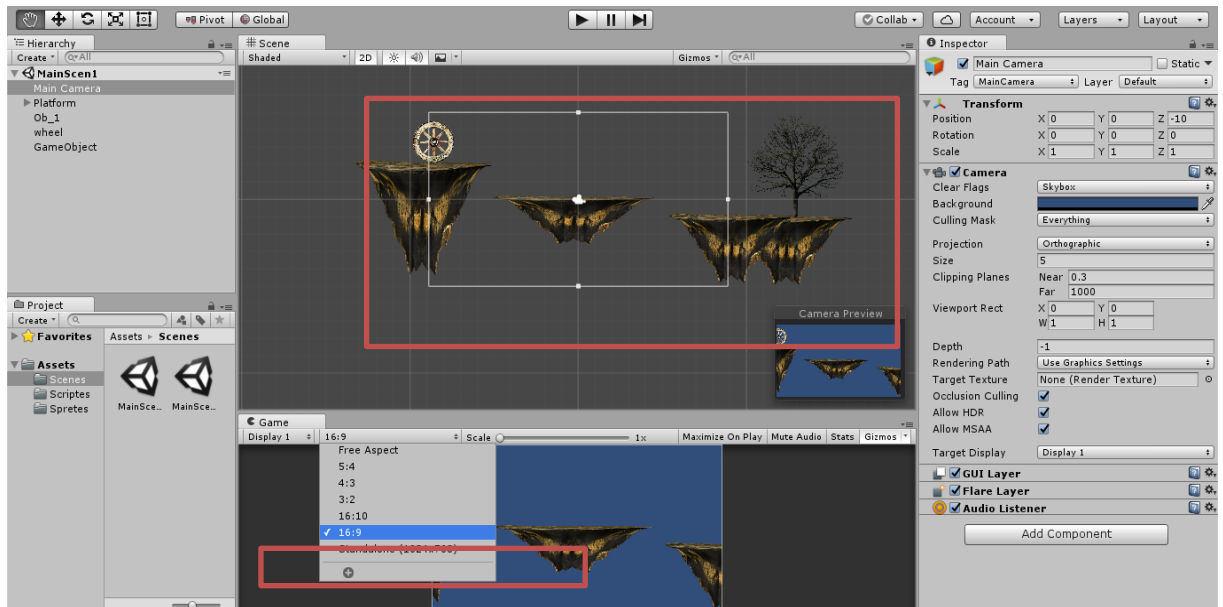 Pivot Global Collab Account Layers Layout
Hierarchy
Create All
MainScen1
Main Camera
Platform
Ob_1
wheel
GameObject
Scene
Shaded 2D Gizmos All
Camera Preview
Inspector
Main Camera Static
Tag MainCamera Layer Default
Transform
Position X 0 Y 0 Z -10
Rotation X 0 Y 0 Z 0
Scale X 1 Y 1 Z 1
Camera
Clear Flags Skybox
Background
Culling Mask Everything
Projection Orthographic
Size 5
Clipping Planes Near 0.3
Far 1000
Viewport Rect X 0 Y 0
W 1 H 1
Depth -1
Rendering Path Use Graphics Settings
Target Texture None (Render Texture)
Occlusion Culling
Allow HDR
Allow MSAA
Target Display Display 1
GUI Layer
Flare Layer
Audio Listener
Add Component
Project
Create
Favorites
Assets
Scenes
Scriptes
Spretes
Assets Scenes
MainSce... MainSce...
Game
Display 1 16:9 Scale 1x Maximize On Play Mute Audio Stats Gizmos
Free Aspect
5:4
4:3
3:2
16:10
16:9
Standalone (1024x768)